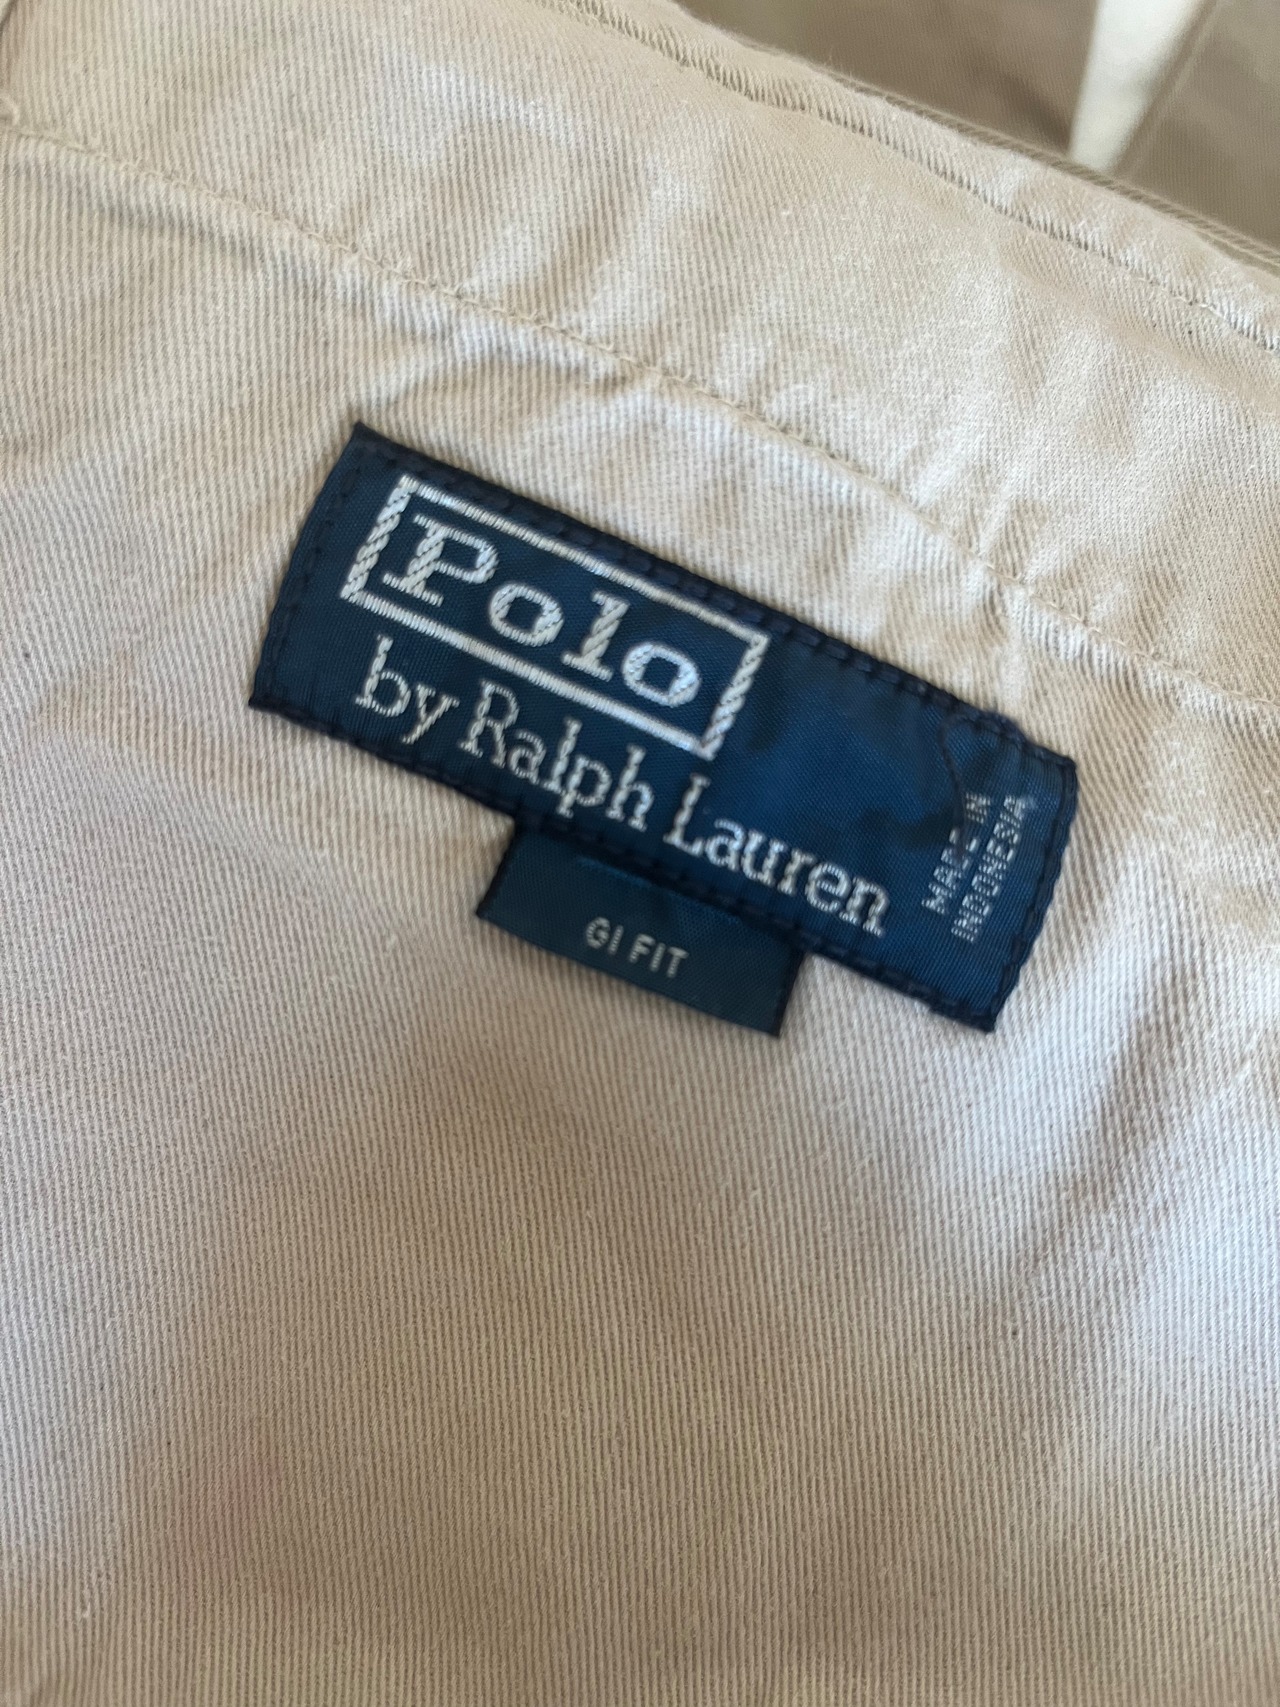 Polo
by Ralph Lauren
MADE IN
INDONESIA
GI FIT